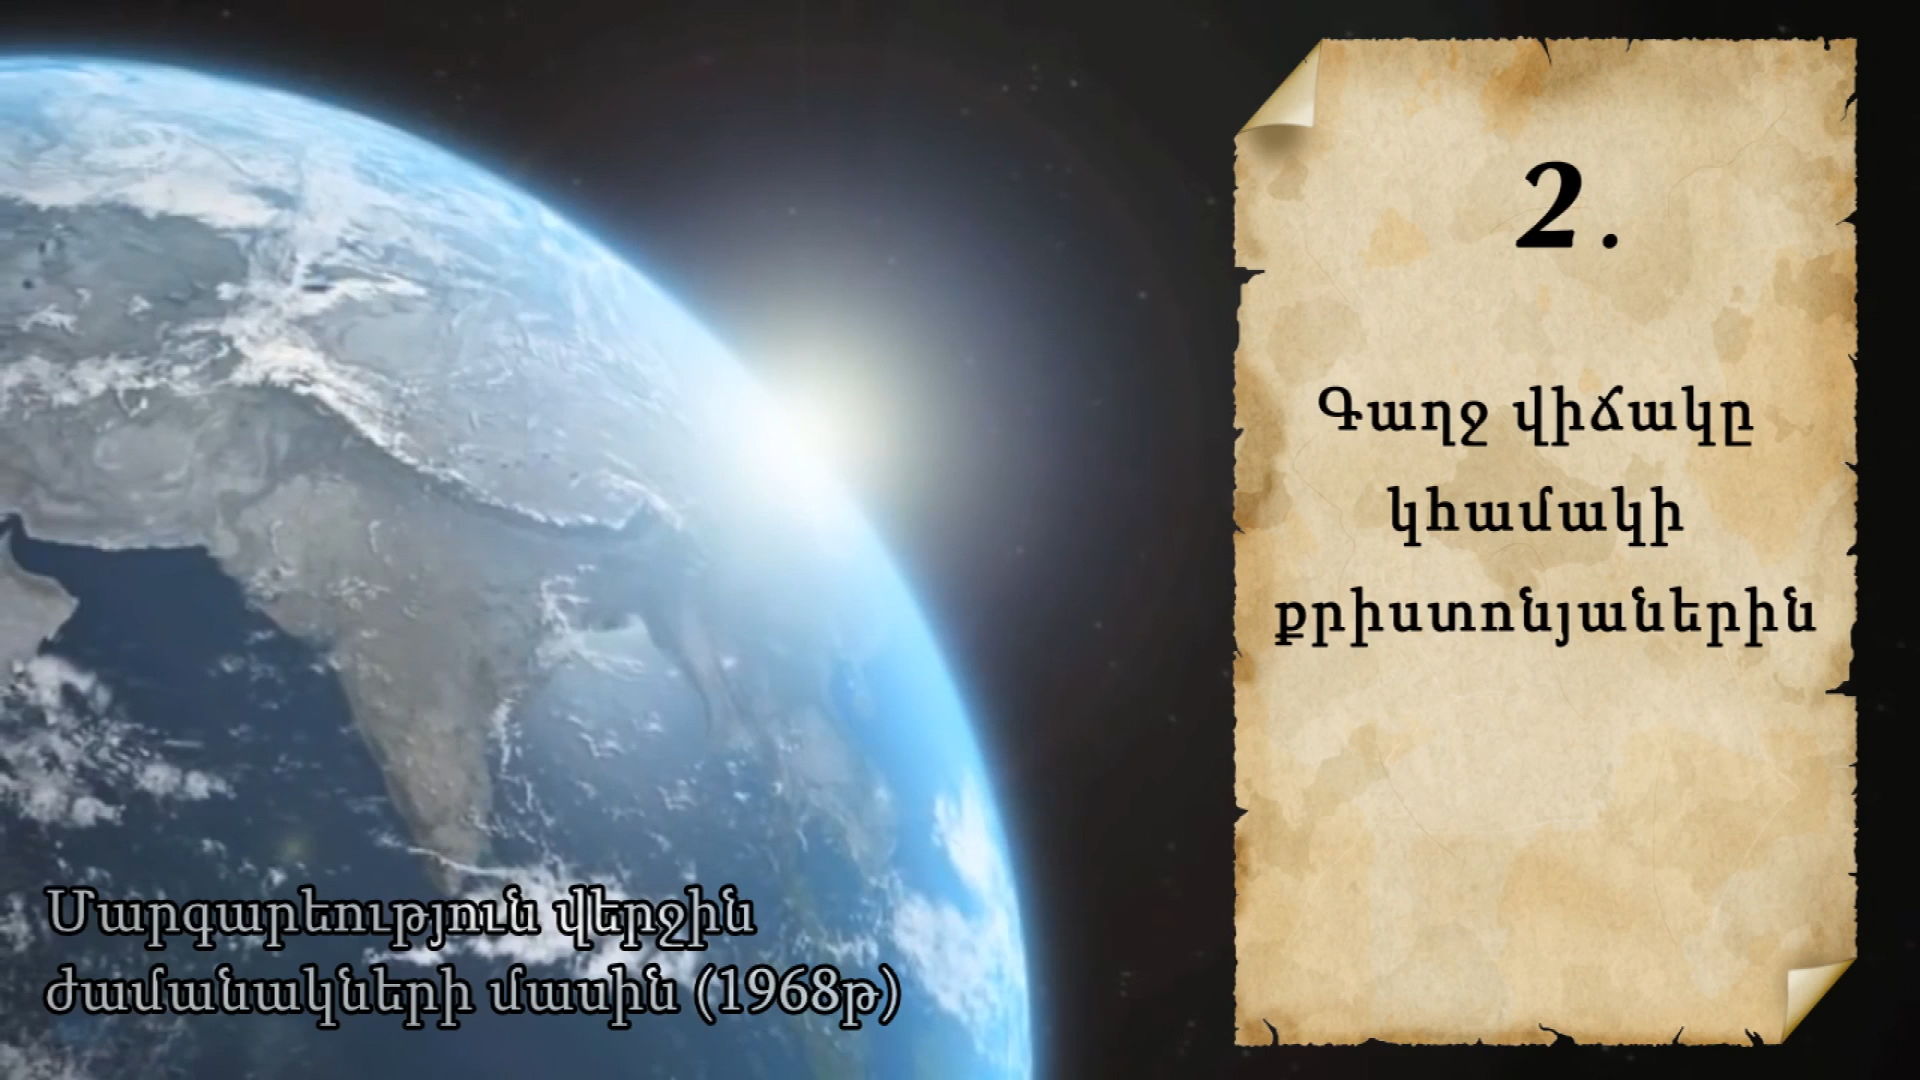 2.
Գաղջ վիճակը
կհամակի
քրիստոնյաներին
Մարգարեություն վերջին
ժամանակների մասին (1968թ)